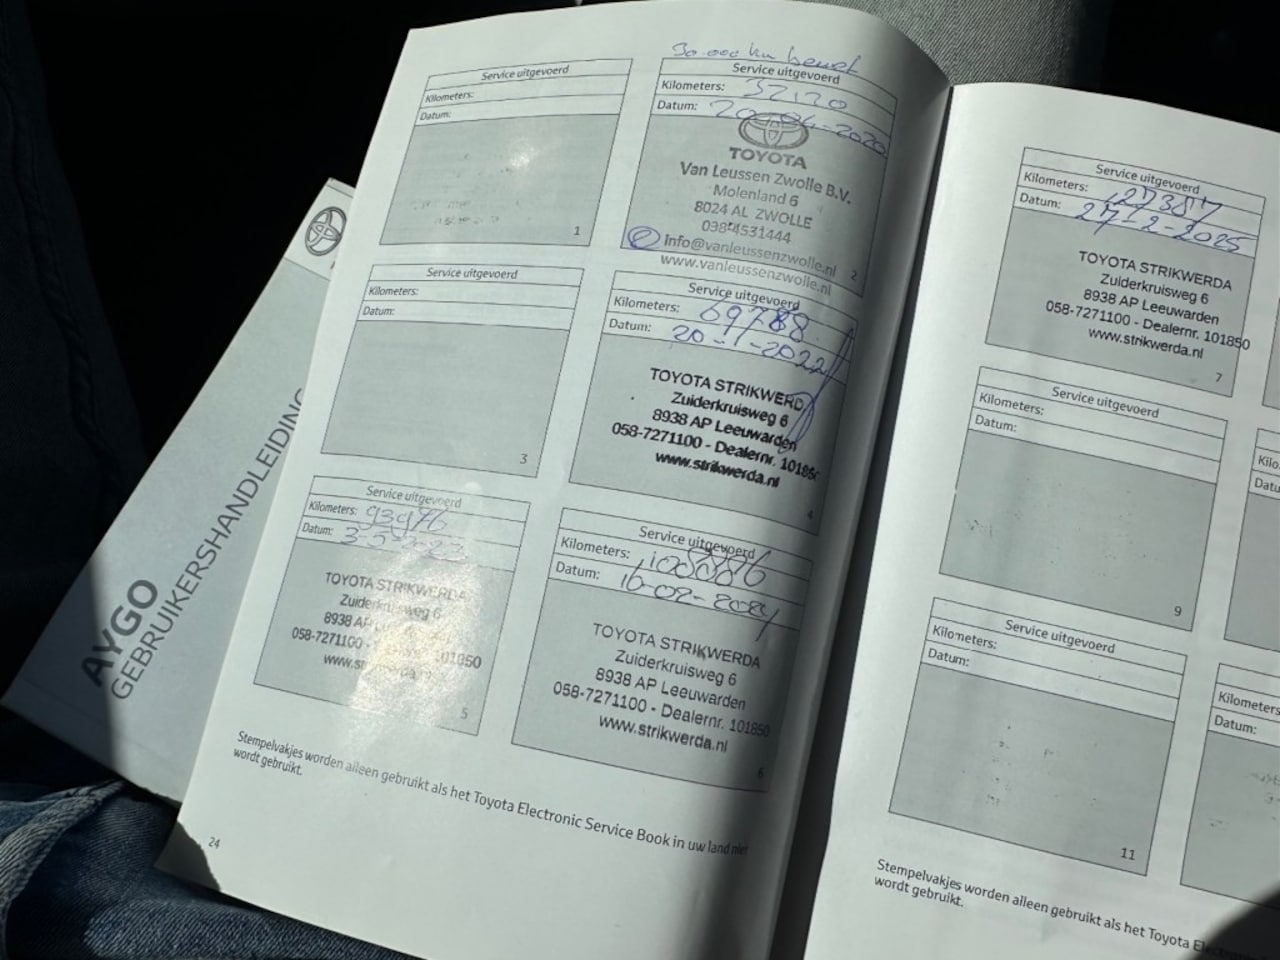 Service uitgevoerd
Kilometers:
Datum:
1
30.000 km beurt
Service uitgevoerd
Kilometers: 32120
Datum: 20-04-2020
TOYOTA
Van Leussen Zwolle B.V.
Molenland 6
8024 AL ZWOLLE
038-4531444
Info@vanleussenzwolle.nl
www.vanleussenzwolle.nl
2
Service uitgevoerd
Kilometers:
Datum:
3
Service uitgevoerd
Kilometers: 69788
Datum: 20-1-2022
TOYOTA STRIKWERD
Zuiderkruisweg 6
8938 AP Leeuwarden
058-7271100 - Dealernr. 101850
www.strikwerda.nl
4
Service uitgevoerd
Kilometers: 93976
Datum:
TOYOTA STRIKWERDA
Zuiderkruisweg 6
8938 AP
058-7271100 - 101850
5
Service uitgevoerd
Kilometers: 108886
Datum: 16-02-2024
TOYOTA STRIKWERDA
Zuiderkruisweg 6
8938 AP Leeuwarden
058-7271100 - Dealernr. 101850
www.strikwerda.nl
6
Stempelvakjes worden alleen gebruikt als het Toyota Electronic Service Book in uw land niet
wordt gebruikt.
24
Service uitgevoerd
Kilometers: 127387
Datum: 27-2-2025
TOYOTA STRIKWERDA
Zuiderkruisweg 6
8938 AP Leeuwarden
058-7271100 - Dealernr. 101850
www.strikwerda.nl
7
Service uitgevoerd
Kilometers:
Datum:
9
Service uitgevoerd
Kilometers:
Datum:
11
Kilometers
Datum:
Stempelvakjes worden alleen gebruikt als het Toyota
wordt gebruikt.
AYGO
GEBRUIKERSHANDLEIDING